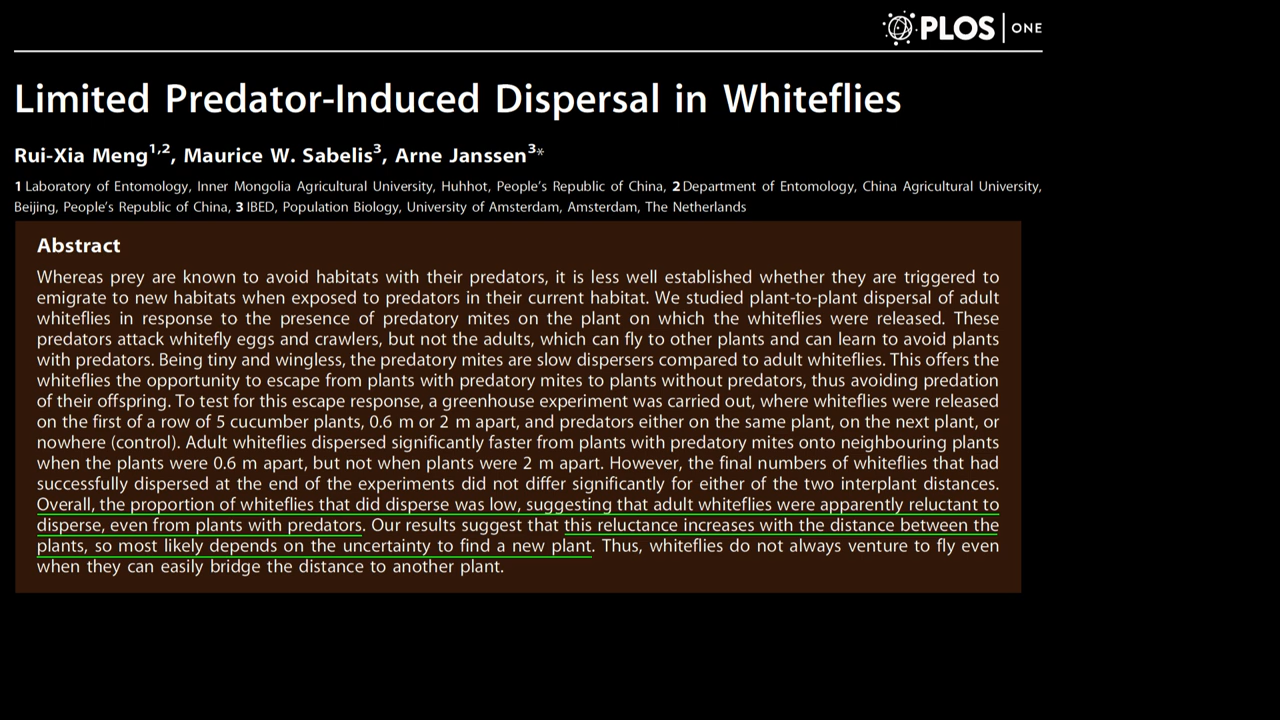 PLOS | ONE
Limited Predator-Induced Dispersal in Whiteflies
Rui-Xia Meng1,2, Maurice W. Sabelis3, Arne Janssen3*
1 Laboratory of Entomology, Inner Mongolia Agricultural University, Huhhot, People's Republic of China, 2 Department of Entomology, China Agricultural University,
Beijing, People's Republic of China, 3 IBED, Population Biology, University of Amsterdam, Amsterdam, The Netherlands
Abstract
Whereas prey are known to avoid habitats with their predators, it is less well established whether they are triggered to
emigrate to new habitats when exposed to predators in their current habitat. We studied plant-to-plant dispersal of adult
whiteflies in response to the presence of predatory mites on the plant on which the whiteflies were released. These
predators attack whitefly eggs and crawlers, but not the adults, which can fly to other plants and can learn to avoid plants
with predators. Being tiny and wingless, the predatory mites are slow dispersers compared to adult whiteflies. This offers the
whiteflies the opportunity to escape from plants with predatory mites to plants without predators, thus avoiding predation
of their offspring. To test for this escape response, a greenhouse experiment was carried out, where whiteflies were released
on the first of a row of 5 cucumber plants, 0.6 m or 2 m apart, and predators either on the same plant, on the next plant, or
nowhere (control). Adult whiteflies dispersed significantly faster from plants with predatory mites onto neighbouring plants
when the plants were 0.6 m apart, but not when plants were 2 m apart. However, the final numbers of whiteflies that had
successfully dispersed at the end of the experiments did not differ significantly for either of the two interplant distances.
Overall, the proportion of whiteflies that did disperse was low, suggesting that adult whiteflies were apparently reluctant to
disperse, even from plants with predators. Our results suggest that this reluctance increases with the distance between the
plants, so most likely depends on the uncertainty to find a new plant. Thus, whiteflies do not always venture to fly even
when they can easily bridge the distance to another plant.